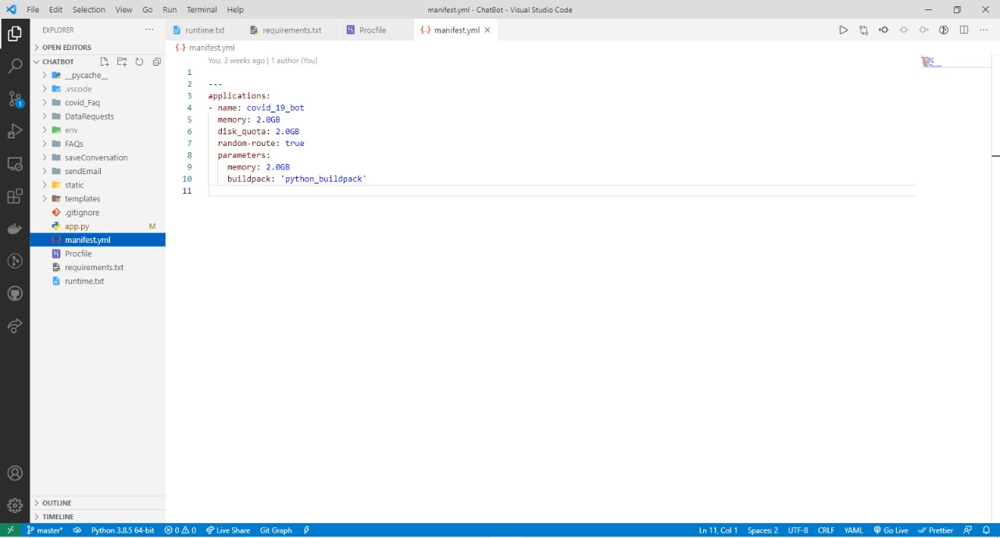 File Edit Selection View Go Run Terminal Help manifest.yml - ChatBot - Visual Studio Code
EXPLORER
runtime.txt requirements.txt Procfile manifest.yml
OPEN EDITORS
manifest.yml
CHATBOT
You, 3 weeks ago | 1 author (You)
__pycache__
.vscode
covid_Faq
DataRequests
env
FAQs
saveConversation
sendEmail
static
templates
.gitignore
app.py M
manifest.yml
Procfile
requirements.txt
runtime.txt
1
2 ---
3 applications:
4 - name: covid_19_bot
5 memory: 2.0GB
6 disk_quota: 2.0GB
7 random-route: true
8 parameters:
9 memory: 2.0GB
10 buildpack: 'python_buildpack'
11
1
OUTLINE
TIMELINE
master* Python 3.8.5 64-bit 0 0 Live Share Git Graph Ln 11, Col 1 Spaces: 2 UTF-8 CRLF YAML Go Live Prettier